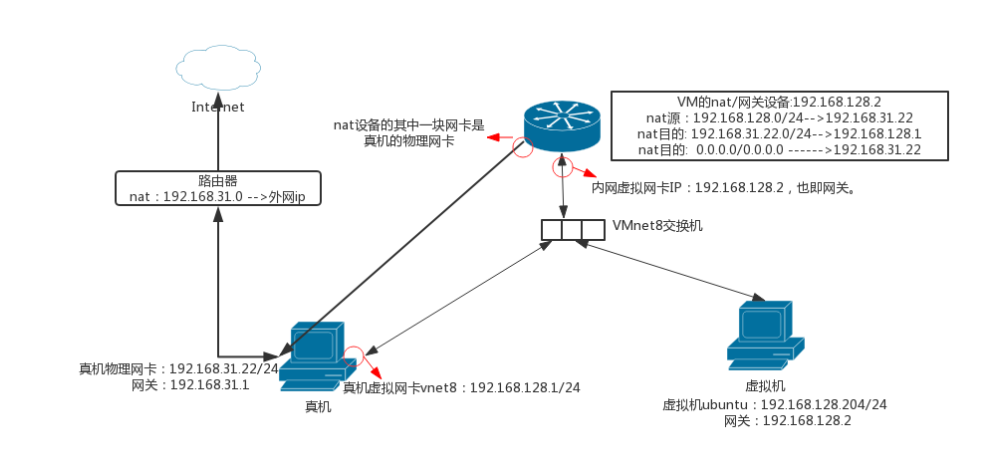 Internet
路由器
nat：192.168.31.0 -->外网ip
nat设备的其中一块网卡是
真机的物理网卡
VM的nat/网关设备:192.168.128.2
nat源：192.168.128.0/24-->192.168.31.22
nat目的: 192.168.31.22.0/24-->192.168.128.1
nat目的:  0.0.0.0/0.0.0.0 ------>192.168.31.22
内网虚拟网卡IP：192.168.128.2，也即网关。
VMnet8交换机
真机物理网卡：192.168.31.22/24
网关：192.168.31.1
真机虚拟网卡vnet8：192.168.128.1/24
真机
虚拟机
虚拟机ubuntu：192.168.128.204/24
网关：192.168.128.2